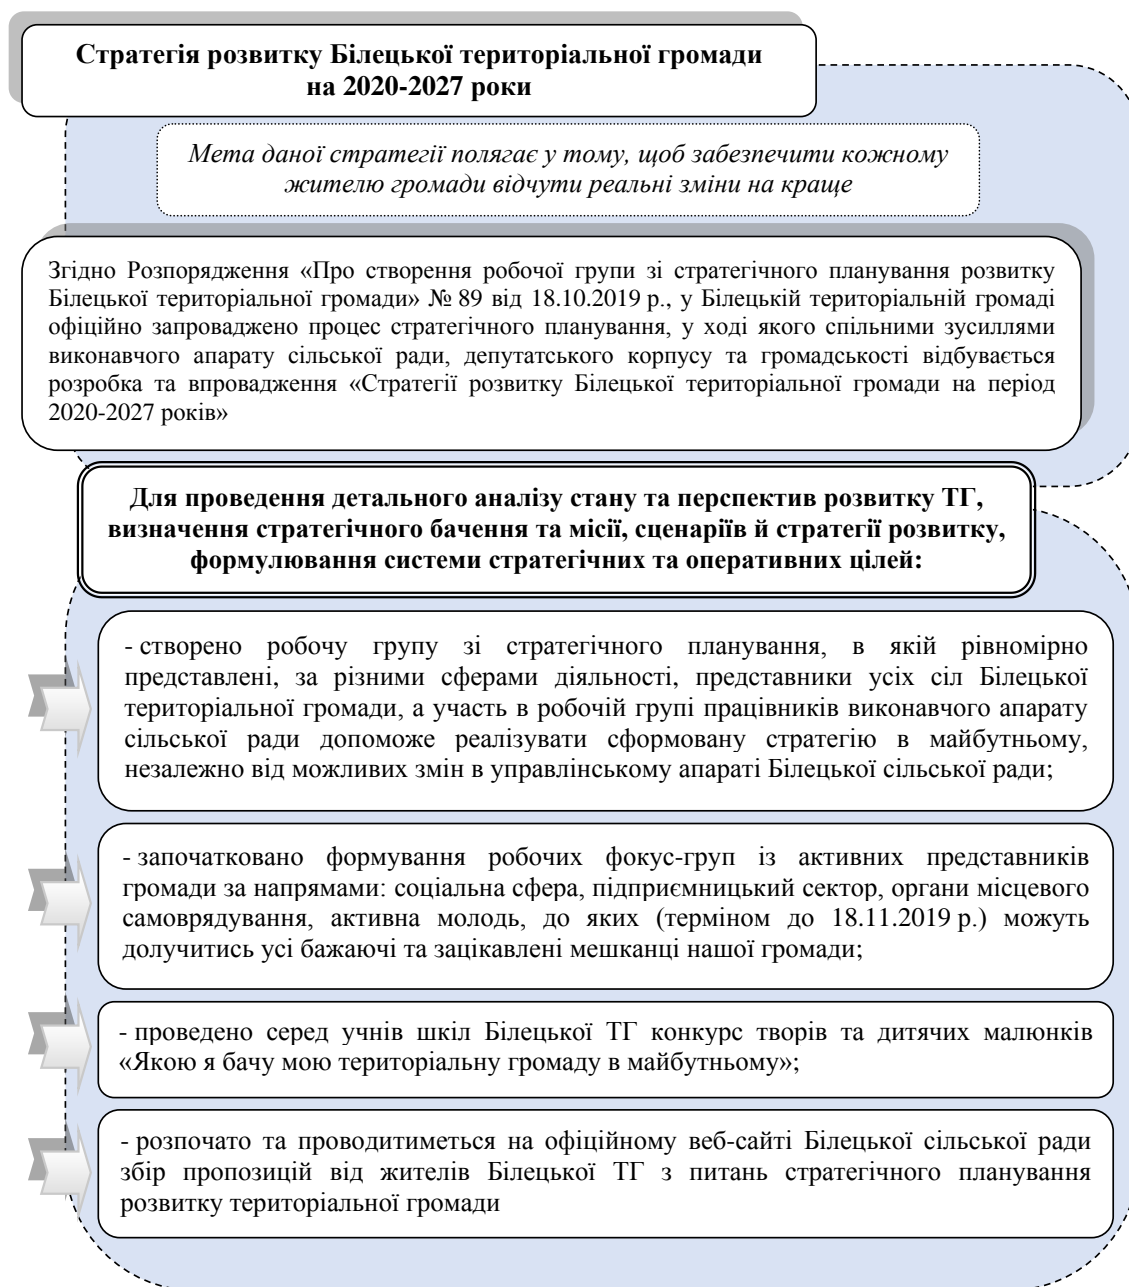 Стратегія розвитку Білецької територіальної громади
на 2020-2027 роки
Мета даної стратегії полягає у тому, щоб забезпечити кожному
жителю громади відчути реальні зміни на краще
Згідно Розпорядження «Про створення робочої групи зі стратегічного планування розвитку
Білецької територіальної громади» № 89 від 18.10.2019 р., у Білецькій територіальній громаді
офіційно запроваджено процес стратегічного планування, у ході якого спільними зусиллями
виконавчого апарату сільської ради, депутатського корпусу та громадськості відбувається
розробка та впровадження «Стратегії розвитку Білецької територіальної громади на період
2020-2027 років»
Для проведення детального аналізу стану та перспектив розвитку ТГ,
визначення стратегічного бачення та місії, сценаріїв й стратегії розвитку,
формулювання системи стратегічних та оперативних цілей:
- створено робочу групу зі стратегічного планування, в якій рівномірно
представлені, за різними сферами діяльності, представники усіх сіл Білецької
територіальної громади, а участь в робочій групі працівників виконавчого апарату
сільської ради допоможе реалізувати сформовану стратегію в майбутньому,
незалежно від можливих змін в управлінському апараті Білецької сільської ради;
- започатковано формування робочих фокус-груп із активних представників
громади за напрямами: соціальна сфера, підприємницький сектор, органи місцевого
самоврядування, активна молодь, до яких (терміном до 18.11.2019 р.) можуть
долучитись усі бажаючі та зацікавлені мешканці нашої громади;
- проведено серед учнів шкіл Білецької ТГ конкурс творів та дитячих малюнків
«Якою я бачу мою територіальну громаду в майбутньому»;
- розпочато та проводитиметься на офіційному веб-сайті Білецької сільської ради
збір пропозицій від жителів Білецької ТГ з питань стратегічного планування
розвитку територіальної громади